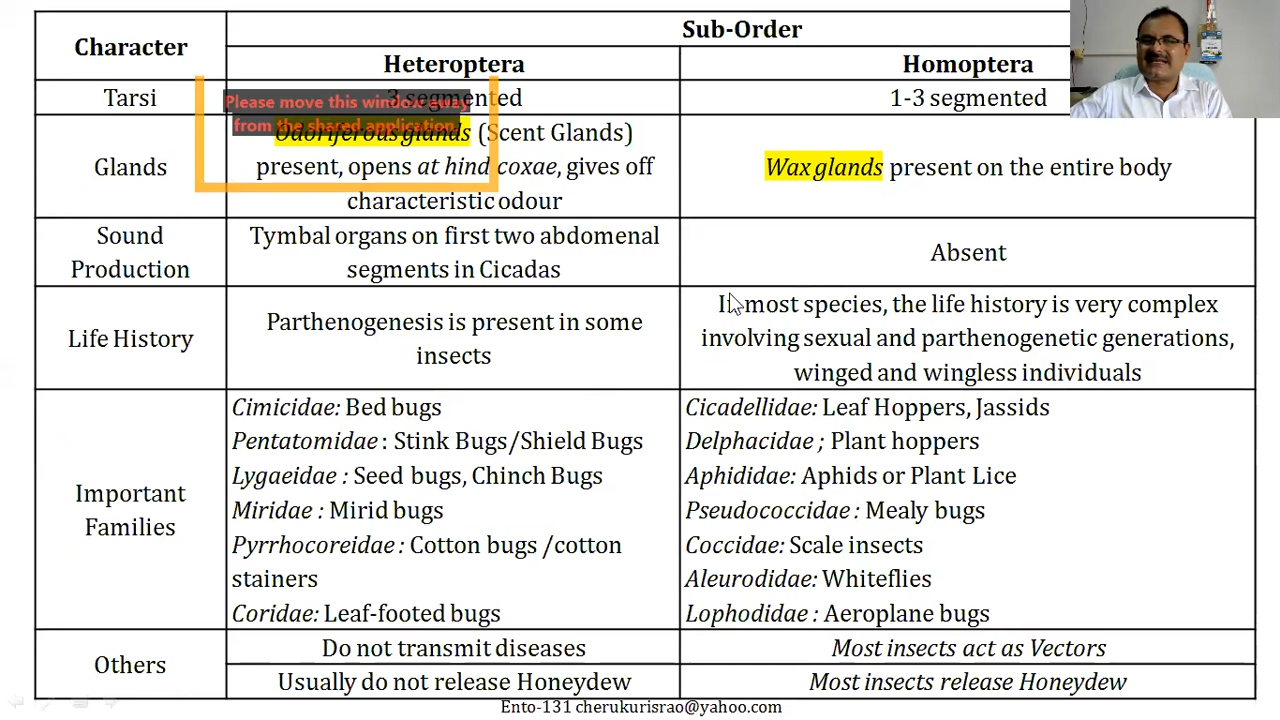 Character
Sub-Order
Heteroptera
Homoptera
Tarsi
3 segmented
1-3 segmented
Please move this window away
from the shared application.
Glands
Odoriferous glands (Scent Glands)
present, opens at hind coxae, gives off
characteristic odour
Wax glands present on the entire body
Sound
Production
Tymbal organs on first two abdomenal
segments in Cicadas
Absent
Life History
Parthenogenesis is present in some
insects
In most species, the life history is very complex
involving sexual and parthenogenetic generations,
winged and wingless individuals
Important
Families
Cimicidae: Bed bugs
Pentatomidae : Stink Bugs/Shield Bugs
Lygaeidae : Seed bugs, Chinch Bugs
Miridae : Mirid bugs
Pyrrhocoreidae : Cotton bugs /cotton
stainers
Coridae: Leaf-footed bugs
Cicadellidae: Leaf Hoppers, Jassids
Delphacidae ; Plant hoppers
Aphididae: Aphids or Plant Lice
Pseudococcidae : Mealy bugs
Coccidae: Scale insects
Aleurodidae: Whiteflies
Lophodidae : Aeroplane bugs
Others
Do not transmit diseases
Most insects act as Vectors
Usually do not release Honeydew
Most insects release Honeydew
Ento-131 cherukurisrao@yahoo.com